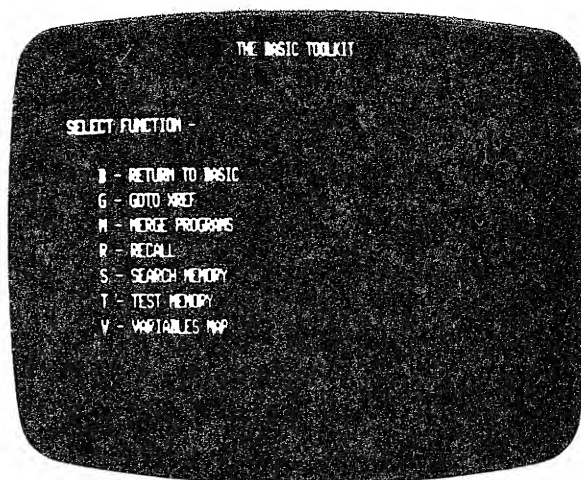 THE BASIC TOOLKIT
SELECT FUNCTION -
B - RETURN TO BASIC
G - GOTO XREF
M - MERGE PROGRAMS
R - RECALL
S - SEARCH MEMORY
T - TEST MEMORY
V - VARIABLES MAP